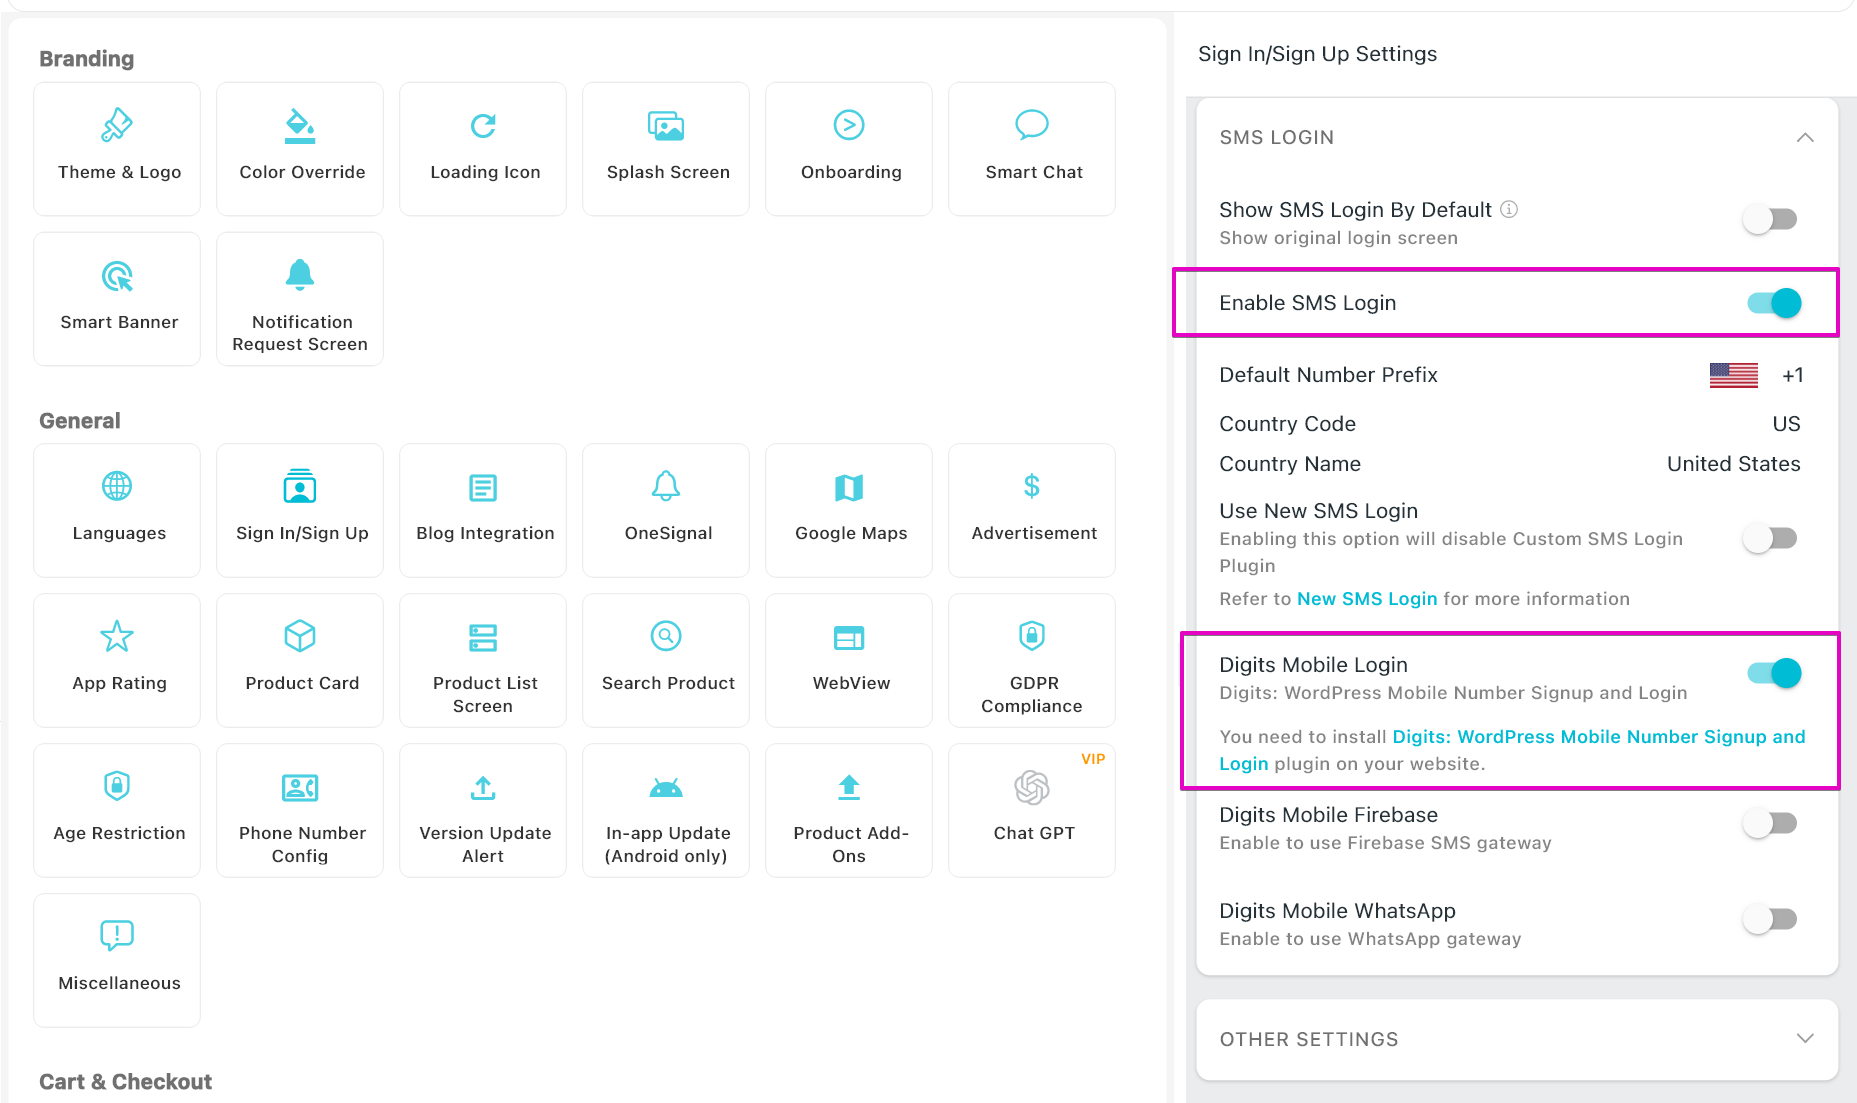 Branding
Theme & Logo
Color Override
Loading Icon
Splash Screen
Onboarding
Smart Chat
Smart Banner
Notification
Request Screen
General
Languages
Sign In/Sign Up
Blog Integration
OneSignal
Google Maps
$
Advertisement
App Rating
Product Card
Product List
Screen
Search Product
WebView
GDPR
Compliance
Age Restriction
Phone Number
Config
Version Update
Alert
In-app Update
(Android only)
Product Add-
Ons
VIP
Chat GPT
Miscellaneous
Cart & Checkout
Sign In/Sign Up Settings
SMS LOGIN
Show SMS Login By Default
Show original login screen
Enable SMS Login
Default Number Prefix +1
Country Code US
Country Name United States
Use New SMS Login
Enabling this option will disable Custom SMS Login
Plugin
Refer to New SMS Login for more information
Digits Mobile Login
Digits: WordPress Mobile Number Signup and Login
You need to install Digits: WordPress Mobile Number Signup and
Login plugin on your website.
Digits Mobile Firebase
Enable to use Firebase SMS gateway
Digits Mobile WhatsApp
Enable to use WhatsApp gateway
OTHER SETTINGS